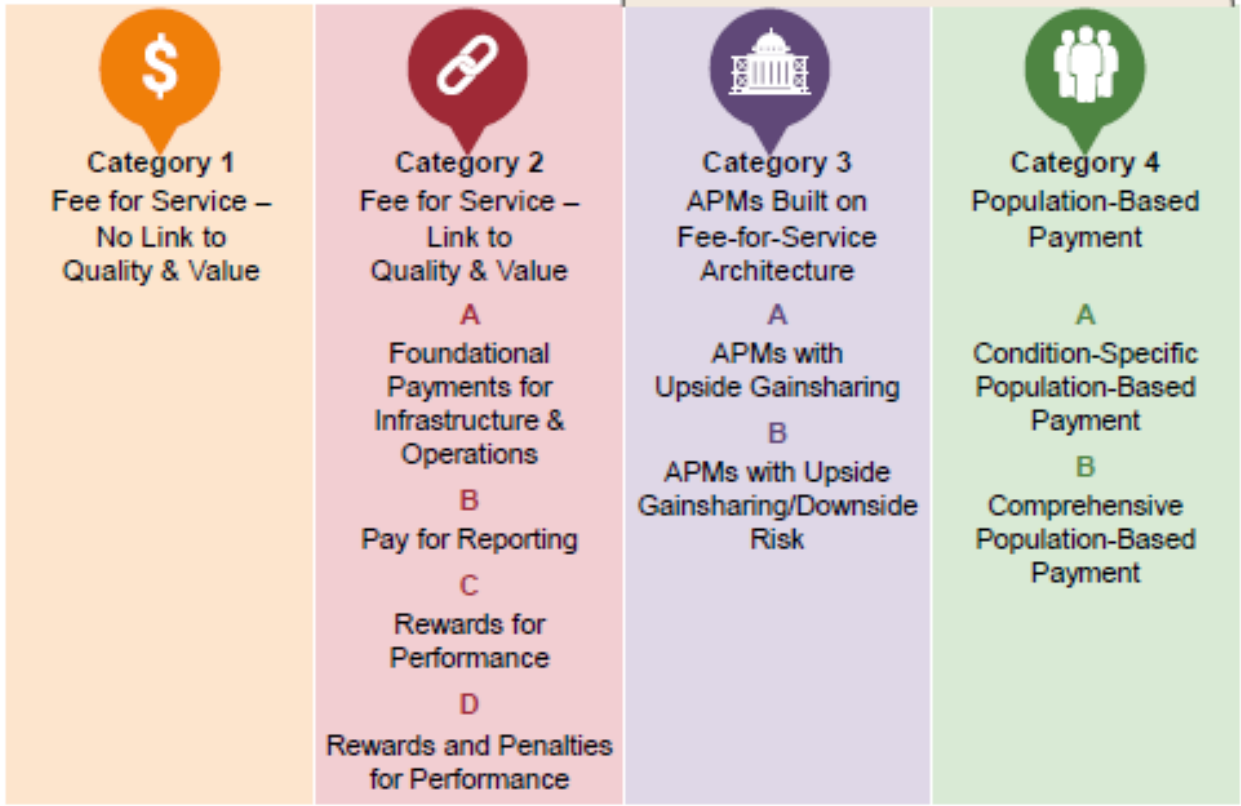 $
Category 1
Fee for Service –
No Link to
Quality & Value
Category 2
Fee for Service –
Link to
Quality & Value
A
Foundational
Payments for
Infrastructure &
Operations
B
Pay for Reporting
C
Rewards for
Performance
D
Rewards and Penalties
for Performance
Category 3
APMs Built on
Fee-for-Service
Architecture
A
APMs with
Upside Gainsharing
B
APMs with Upside
Gainsharing/Downside
Risk
Category 4
Population-Based
Payment
A
Condition-Specific
Population-Based
Payment
B
Comprehensive
Population-Based
Payment